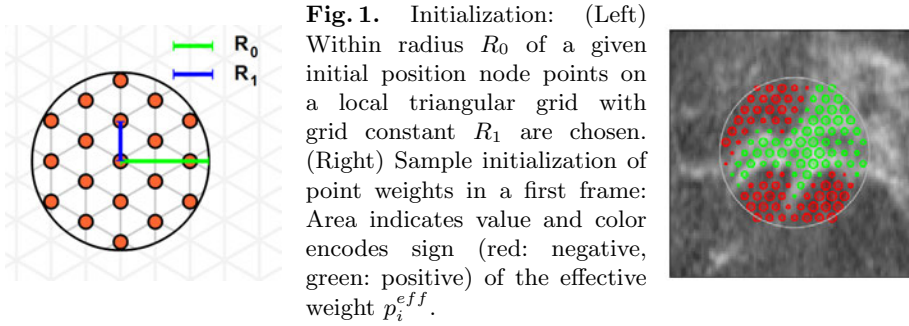 R₀
R₁
Fig. 1. Initialization: (Left)
Within radius R₀ of a given
initial position node points on
a local triangular grid with
grid constant R₁ are chosen.
(Right) Sample initialization of
point weights in a first frame:
Area indicates value and color
encodes sign (red: negative,
green: positive) of the effective
weight pᵢᵉᶠᶠ.